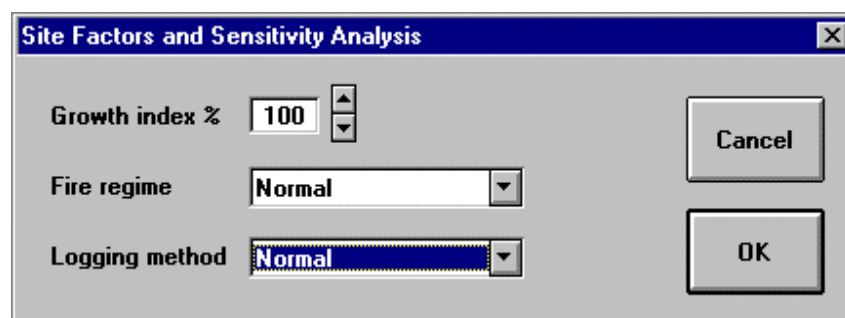 Site Factors and Sensitivity Analysis
Growth index % 100
Cancel
Fire regime Normal
Logging method Normal
OK